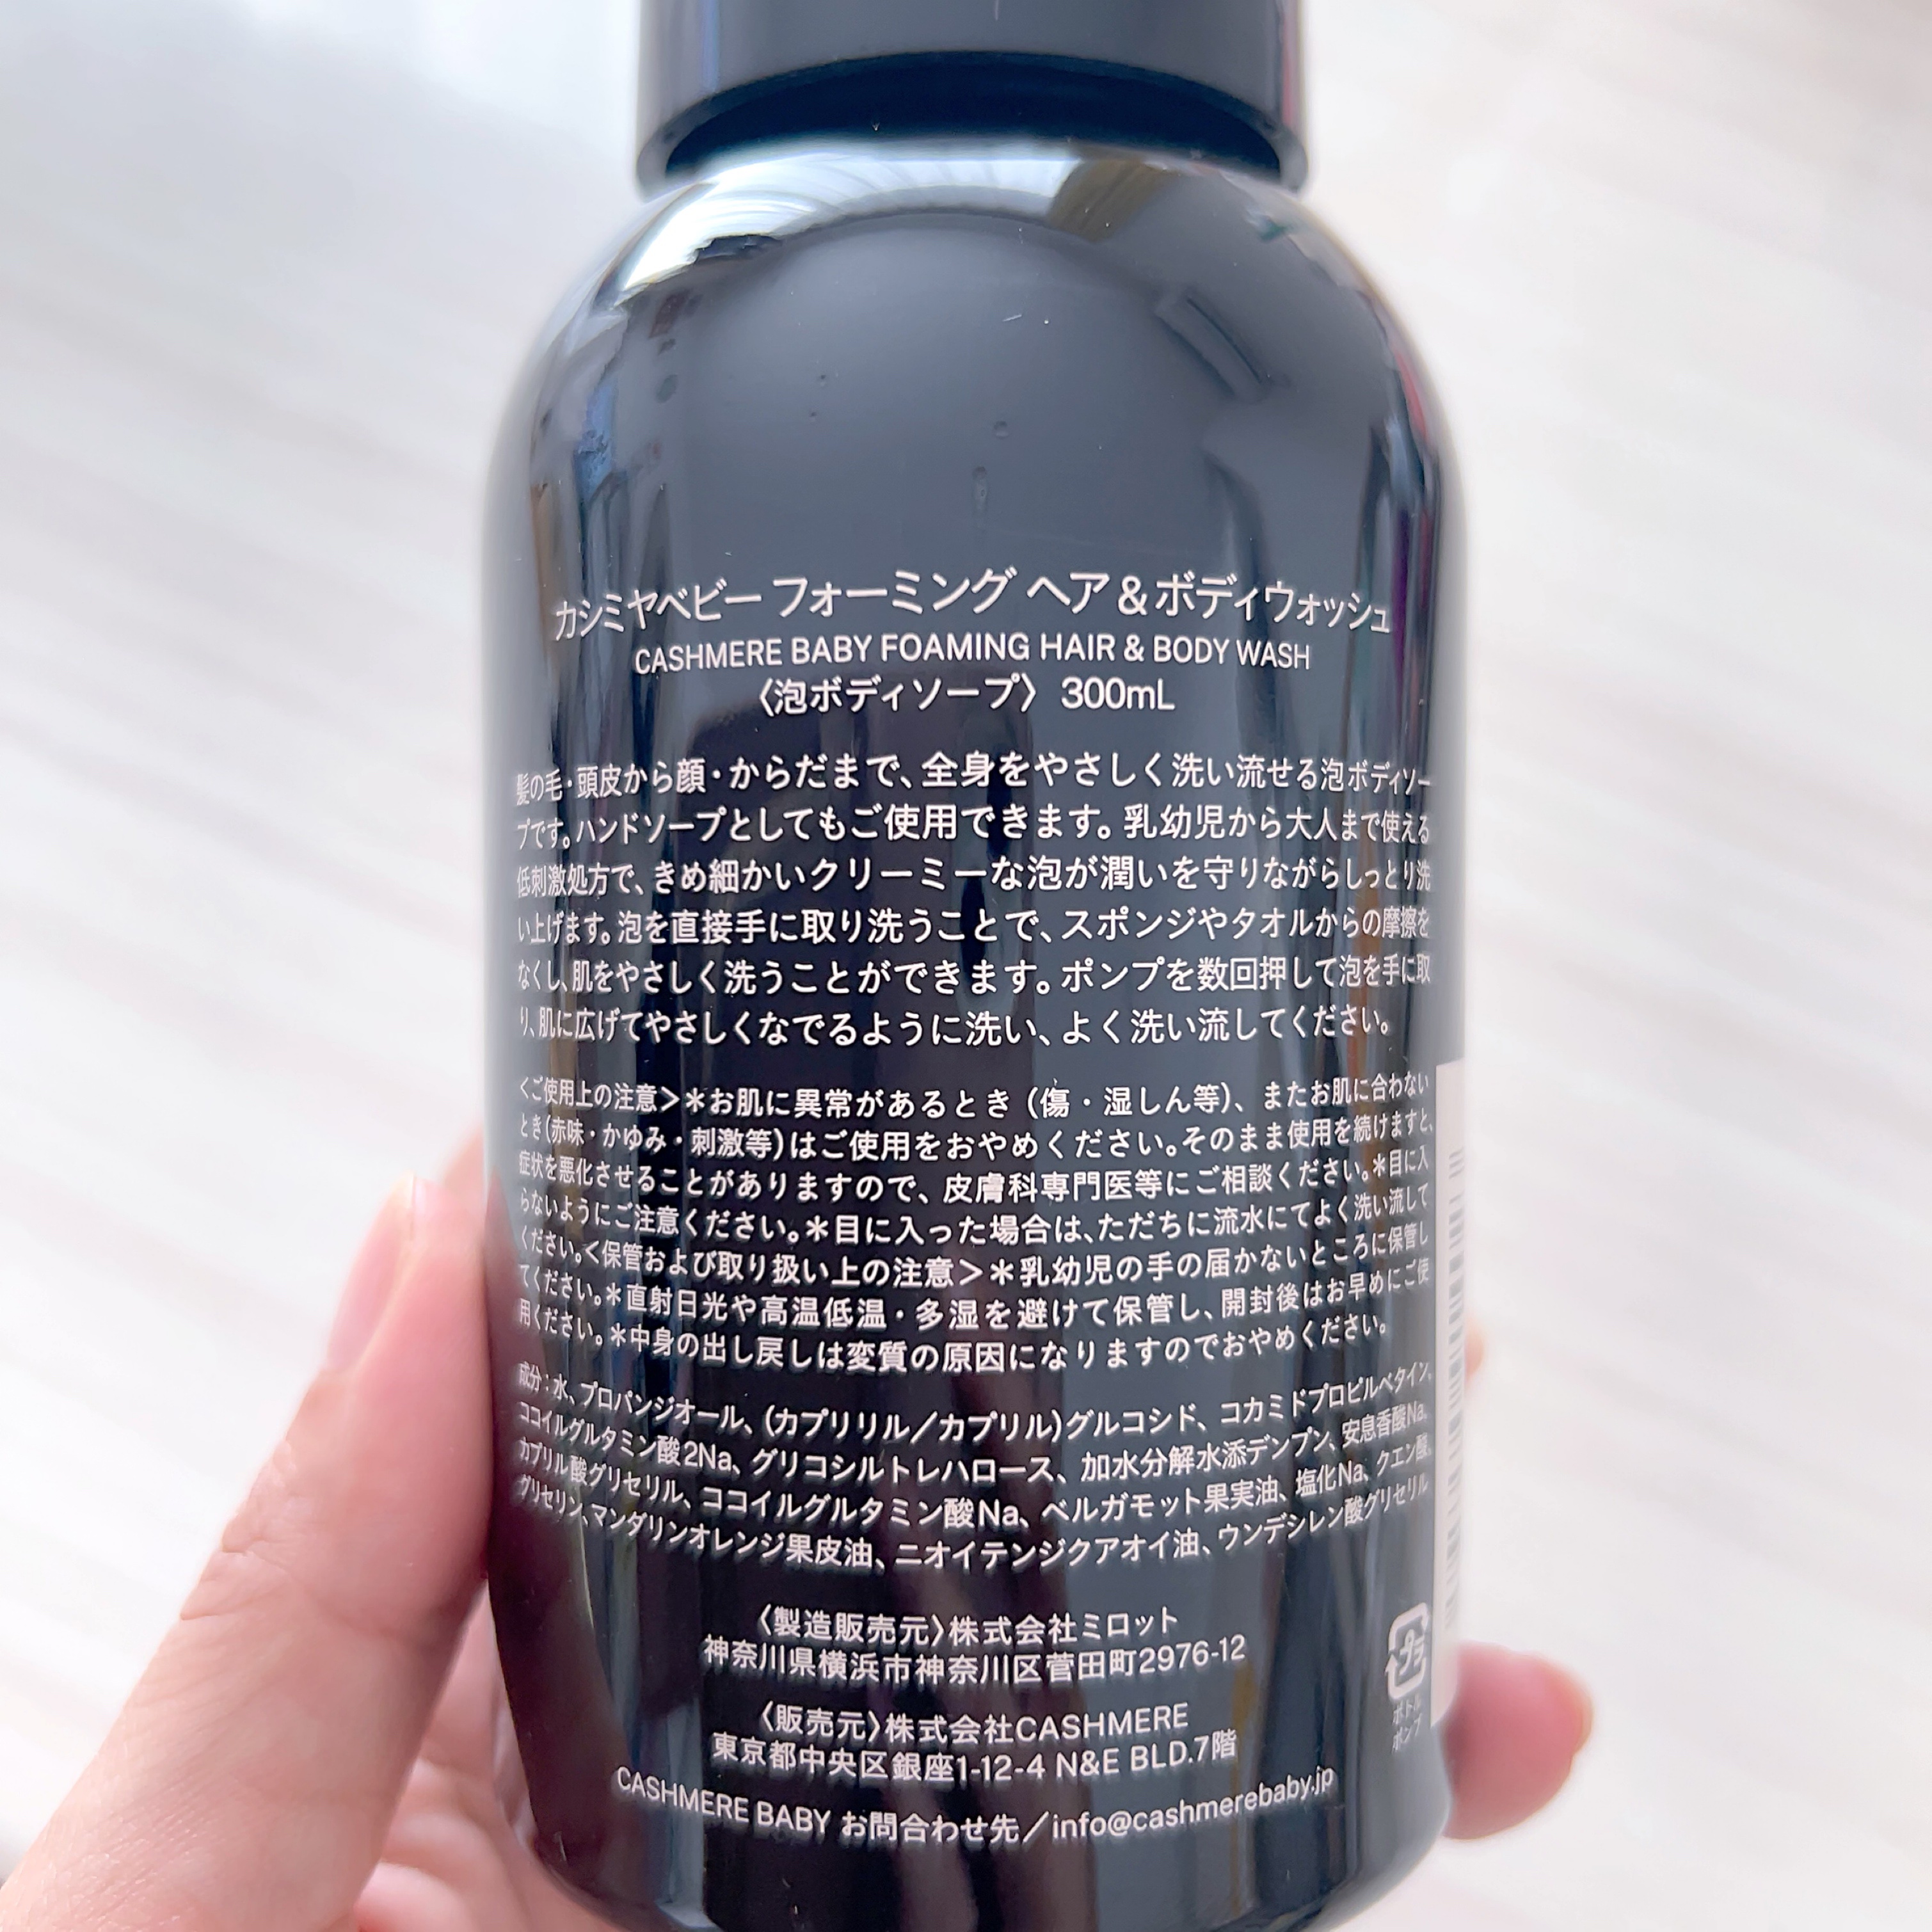 カシミヤベビー フォーミング ヘア＆ボディウォッシュ
CASHMERE BABY FOAMING HAIR & BODY WASH
〈泡ボディソープ〉 300mL
髪の毛・頭皮から顔・からだまで、全身をやさしく洗い流せる泡ボディソー
プです。ハンドソープとしてもご使用できます。乳幼児から大人まで使える
低刺激処方で、きめ細かいクリーミーな泡が潤いを守りながらしっとり洗
い上げます。泡を直接手に取り洗うことで、スポンジやタオルからの摩擦を
なくし、肌をやさしく洗うことができます。ポンプを数回押して泡を手に取
り、肌に広げてやさしくなでるように洗い、よく洗い流してください。
<ご使用上の注意>＊お肌に異常があるとき (傷・湿しん等)、またお肌に合わない
とき(赤味・かゆみ・刺激等)はご使用をおやめください。そのまま使用を続けますと、
症状を悪化させることがありますので、皮膚科専門医等にご相談ください。＊目に入
らないようにご注意ください。＊目に入った場合は、ただちに流水にてよく洗い流して
ください。<保管および取り扱い上の注意>＊乳幼児の手の届かないところに保管し
てください。＊直射日光や高温低温・多湿を避けて保管し、開封後はお早めにご使
用ください。＊中身の出し戻しは変質の原因になりますのでおやめください。
成分：水、プロパンジオール、(カプリリル／カプリル)グルコシド、コカミドプロピルベタイン、
ココイルグルタミン酸2Na、グリコシルトレハロース、加水分解水添デンプン、安息香酸Na、
カプリル酸グリセリル、ココイルグルタミン酸Na、ベルガモット果実油、塩化Na、クエン酸、
グリセリン、マンダリンオレンジ果皮油、ニオイテンジクアオイ油、ウンデシレン酸グリセリル
〈製造販売元〉株式会社ミロット
神奈川県横浜市神奈川区菅田町2976-12
〈販売元〉株式会社CASHMERE
東京都中央区銀座1-12-4 N&E BLD.7階
CASHMERE BABY お問合わせ先／info@cashmerebaby.jp
プラ
ボトル
ポンプ